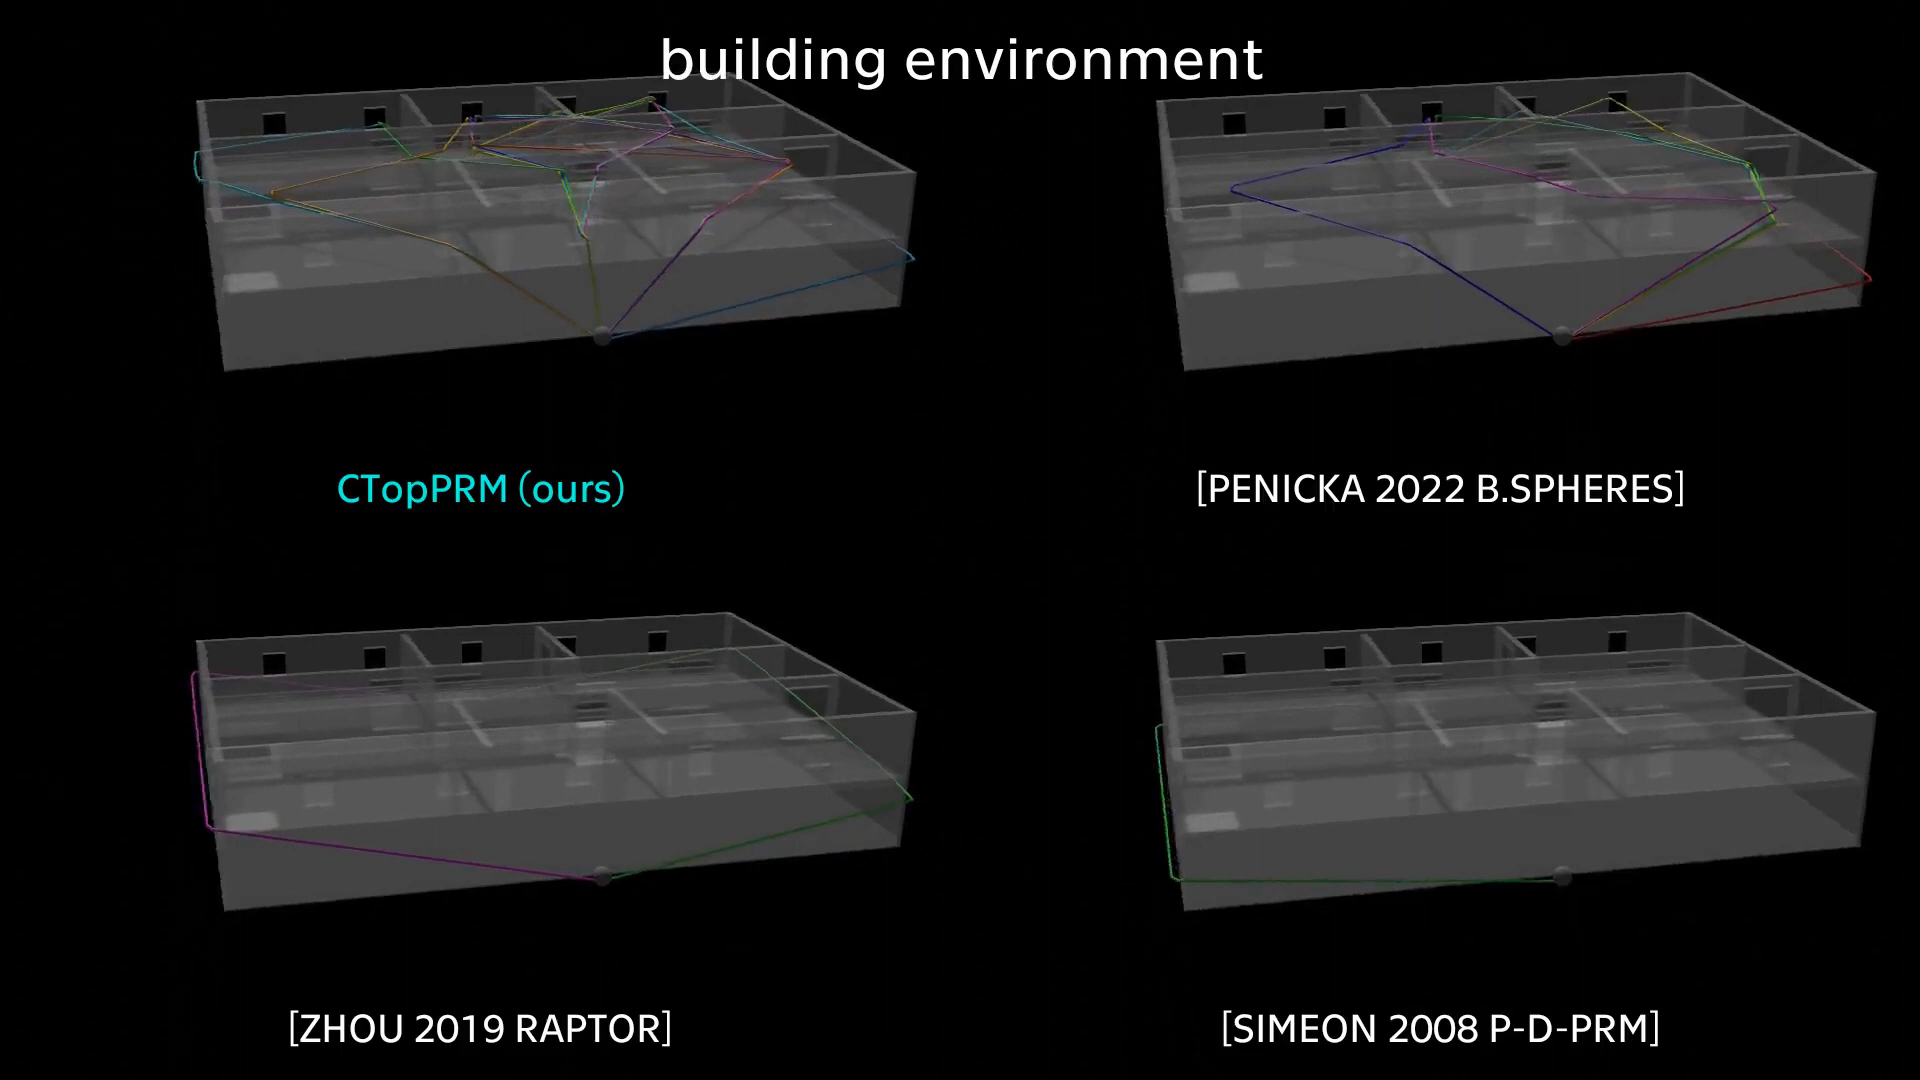 building environment
CTopPRM (ours)
[PENICKA 2022 B.SPHERES]
[ZHOU 2019 RAPTOR]
[SIMEON 2008 P-D-PRM]